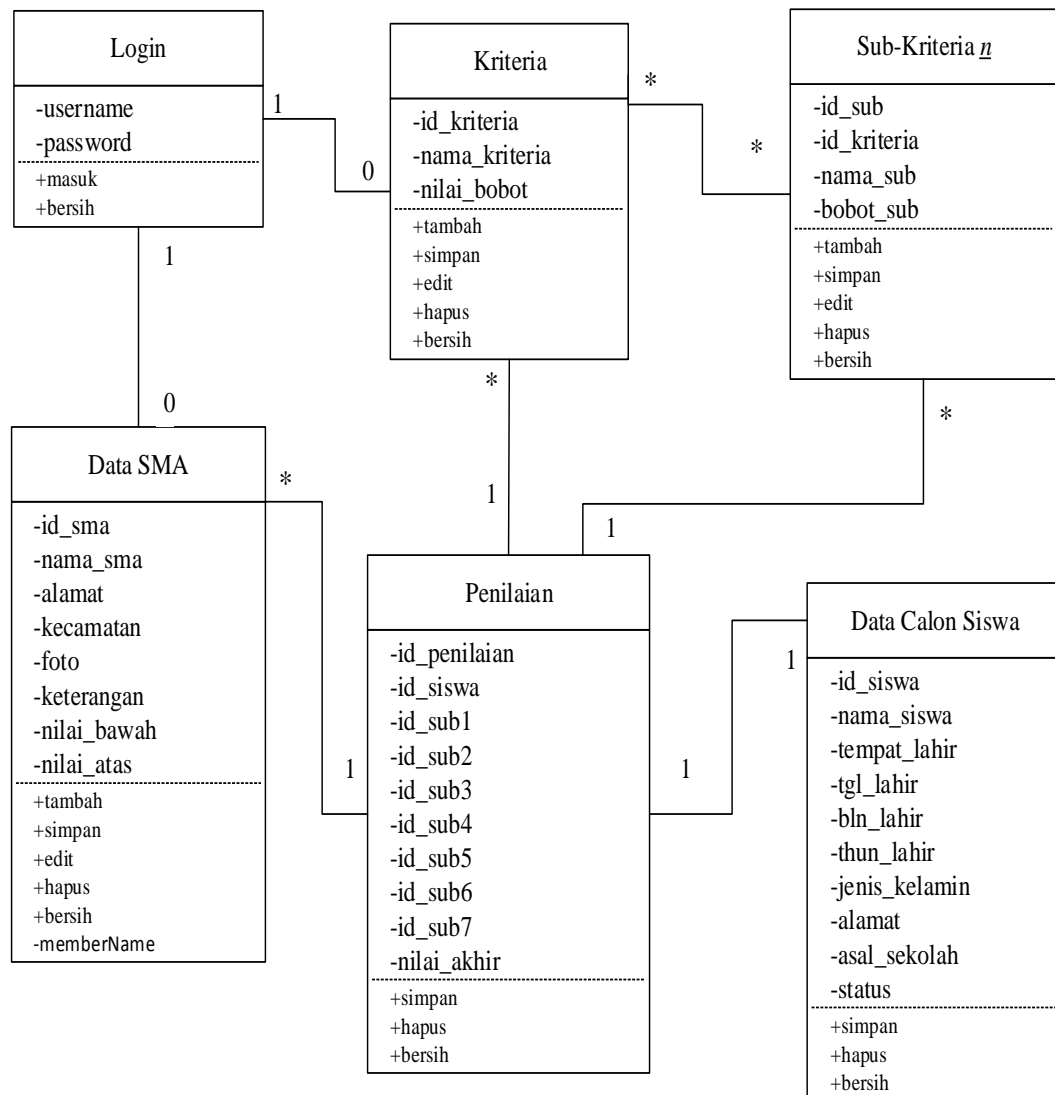 Login
-username
-password
+masuk
+bersih
1
0
1
0
Kriteria
-id_kriteria
-nama_kriteria
-nilai_bobot
+tambah
+simpan
+edit
+hapus
+bersih
*
*
*
1
Sub-Kriteria n
-id_sub
-id_kriteria
-nama_sub
-bobot_sub
+tambah
+simpan
+edit
+hapus
+bersih
*
1
Data SMA
-id_sma
-nama_sma
-alamat
-kecamatan
-foto
-keterangan
-nilai_bawah
-nilai_atas
+tambah
+simpan
+edit
+hapus
+bersih
-memberName
*
1
Penilaian
-id_penilaian
-id_siswa
-id_sub1
-id_sub2
-id_sub3
-id_sub4
-id_sub5
-id_sub6
-id_sub7
-nilai_akhir
+simpan
+hapus
+bersih
1
1
Data Calon Siswa
-id_siswa
-nama_siswa
-tempat_lahir
-tgl_lahir
-bln_lahir
-thun_lahir
-jenis_kelamin
-alamat
-asal_sekolah
-status
+simpan
+hapus
+bersih